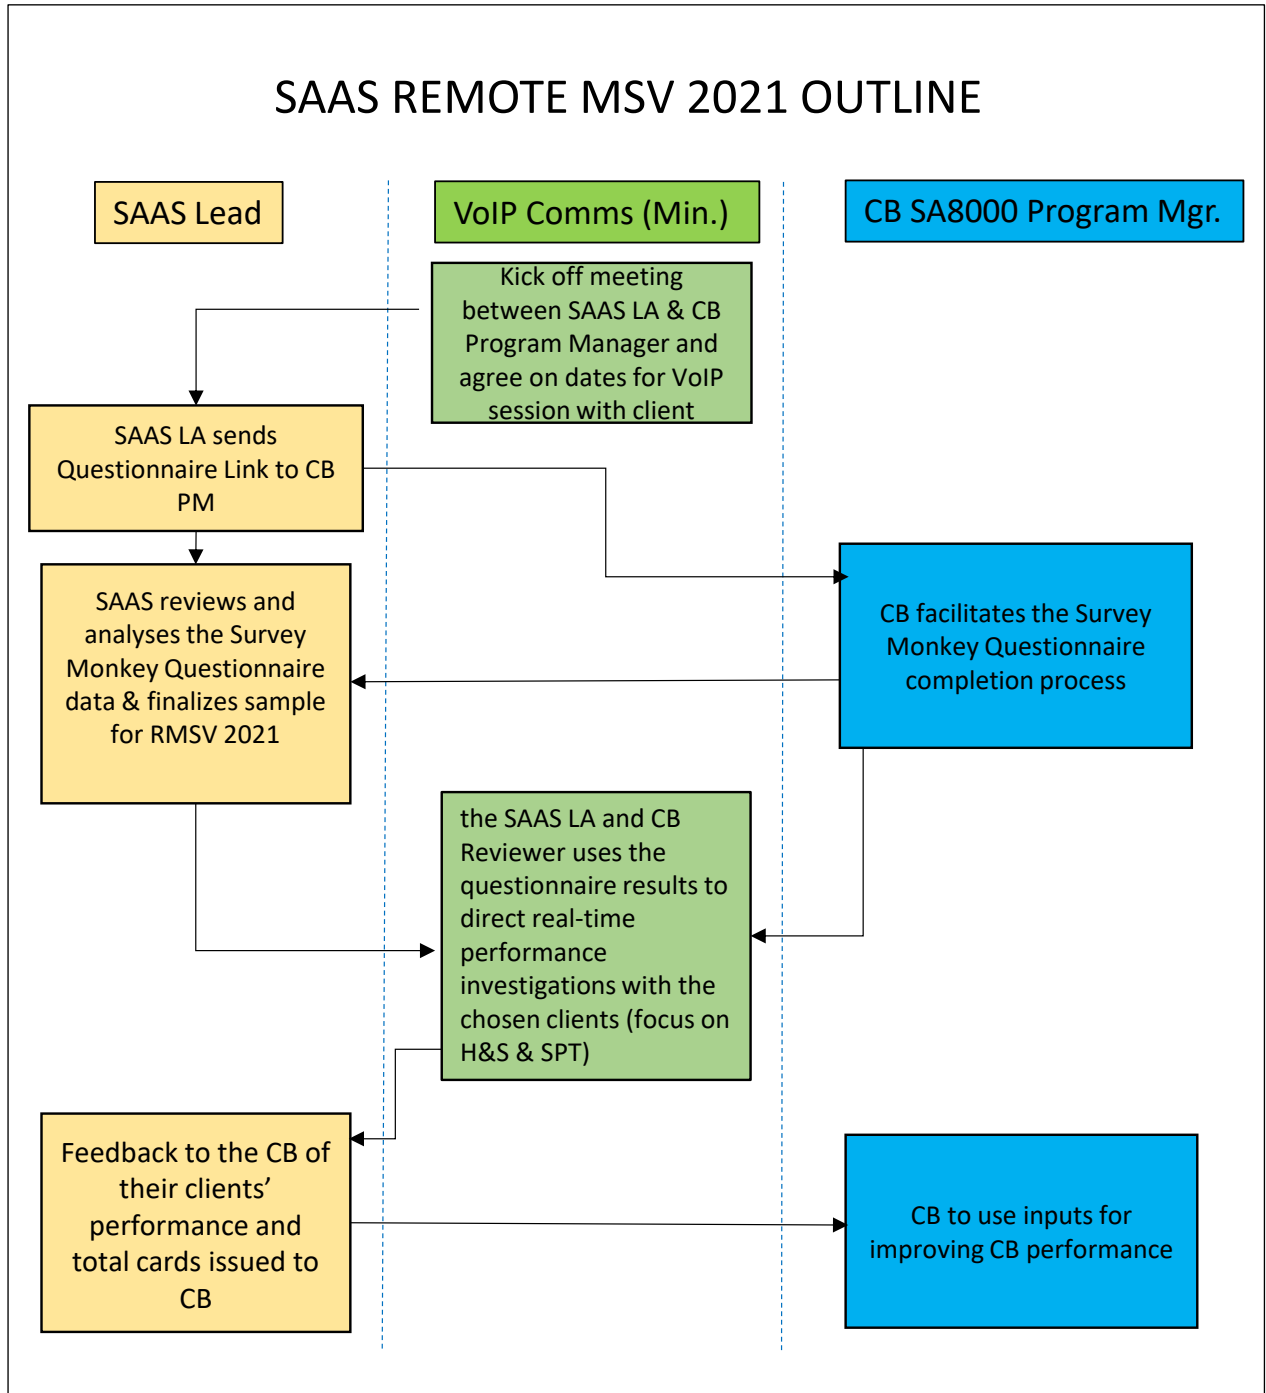 SAAS REMOTE MSV 2021 OUTLINE
SAAS Lead
VoIP Comms (Min.)
CB SA8000 Program Mgr.
Kick off meeting
between SAAS LA & CB
Program Manager and
agree on dates for VoIP
session with client
SAAS LA sends
Questionnaire Link to CB
PM
SAAS reviews and
analyses the Survey
Monkey Questionnaire
data & finalizes sample
for RMSV 2021
CB facilitates the Survey
Monkey Questionnaire
completion process
the SAAS LA and CB
Reviewer uses the
questionnaire results to
direct real-time
performance
investigations with the
chosen clients (focus on
H&S & SPT)
Feedback to the CB of
their clients’
performance and
total cards issued to
CB
CB to use inputs for
improving CB performance